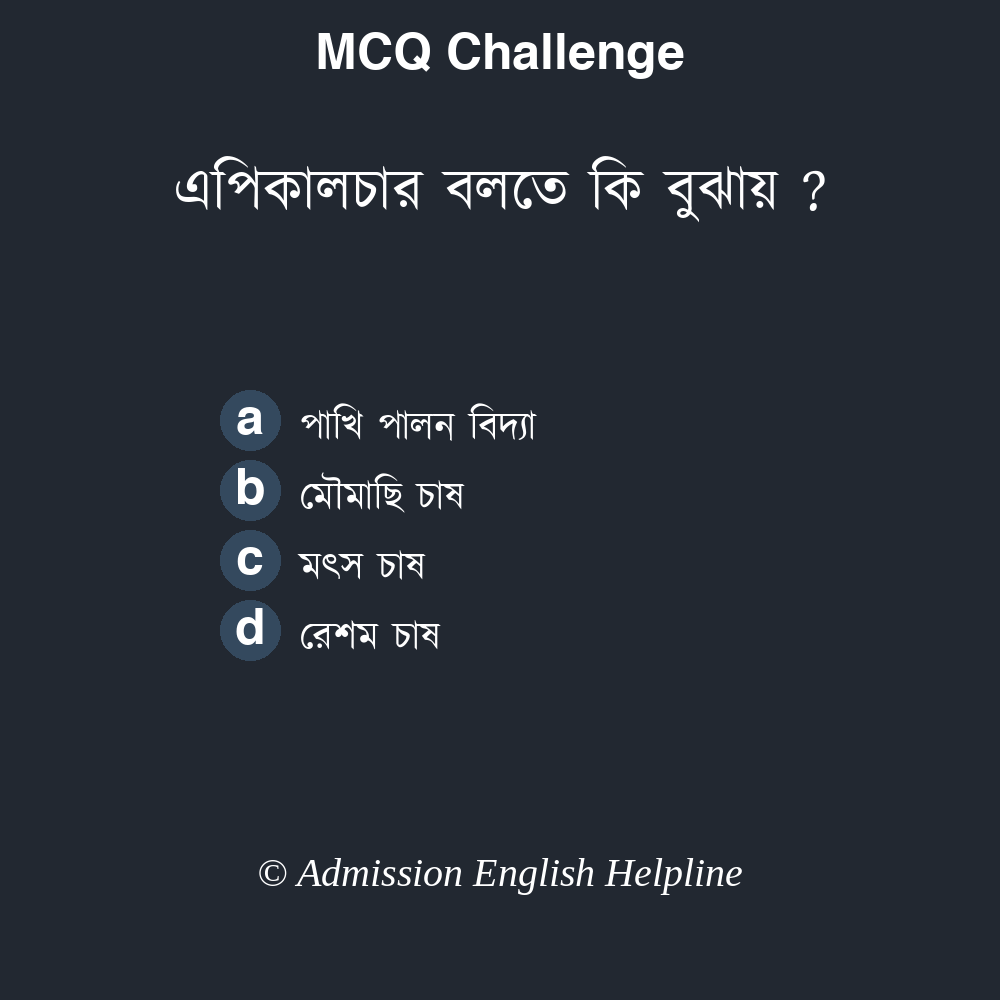 MCQ Challenge
এপিকালচার বলতে কি বুঝায় ?
a পাখি পালন বিদ্যা
b মৌমাছি চাষ
c মৎস চাষ
d রেশম চাষ
© Admission English Helpline